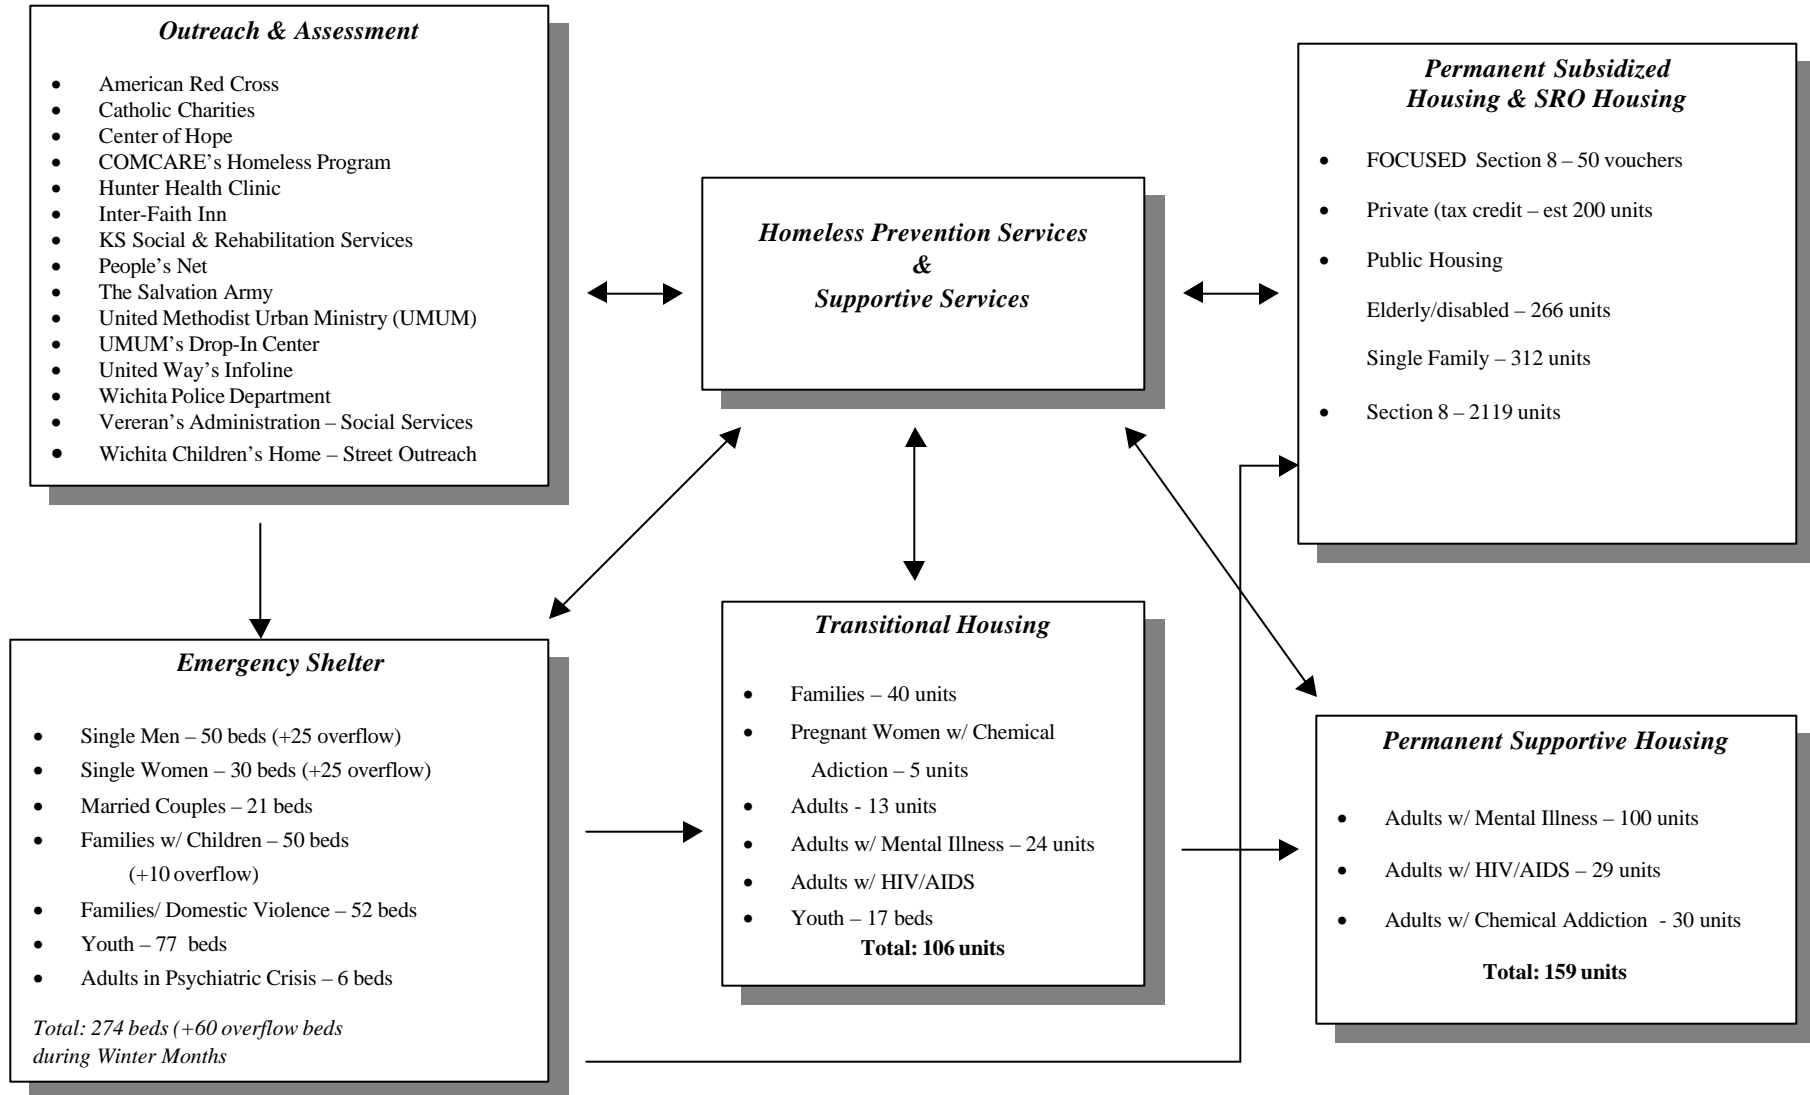 Outreach & Assessment
• American Red Cross
• Catholic Charities
• Center of Hope
• COMCARE’s Homeless Program
• Hunter Health Clinic
• Inter-Faith Inn
• KS Social & Rehabilitation Services
• People’s Net
• The Salvation Army
• United Methodist Urban Ministry (UMUM)
• UMUM’s Drop-In Center
• United Way’s Infoline
• Wichita Police Department
• Vereran’s Administration – Social Services
• Wichita Children’s Home – Street Outreach
Homeless Prevention Services
&
Supportive Services
Permanent Subsidized
Housing & SRO Housing
• FOCUSED Section 8 – 50 vouchers
• Private (tax credit – est 200 units
• Public Housing
Elderly/disabled – 266 units
Single Family – 312 units
• Section 8 – 2119 units
Emergency Shelter
• Single Men – 50 beds (+25 overflow)
• Single Women – 30 beds (+25 overflow)
• Married Couples – 21 beds
• Families w/ Children – 50 beds
(+10 overflow)
• Families/ Domestic Violence – 52 beds
• Youth – 77 beds
• Adults in Psychiatric Crisis – 6 beds
Total: 274 beds (+60 overflow beds
during Winter Months
Transitional Housing
• Families – 40 units
• Pregnant Women w/ Chemical
Adiction – 5 units
• Adults - 13 units
• Adults w/ Mental Illness – 24 units
• Adults w/ HIV/AIDS
• Youth – 17 beds
Total: 106 units
Permanent Supportive Housing
• Adults w/ Mental Illness – 100 units
• Adults w/ HIV/AIDS – 29 units
• Adults w/ Chemical Addiction - 30 units
Total: 159 units